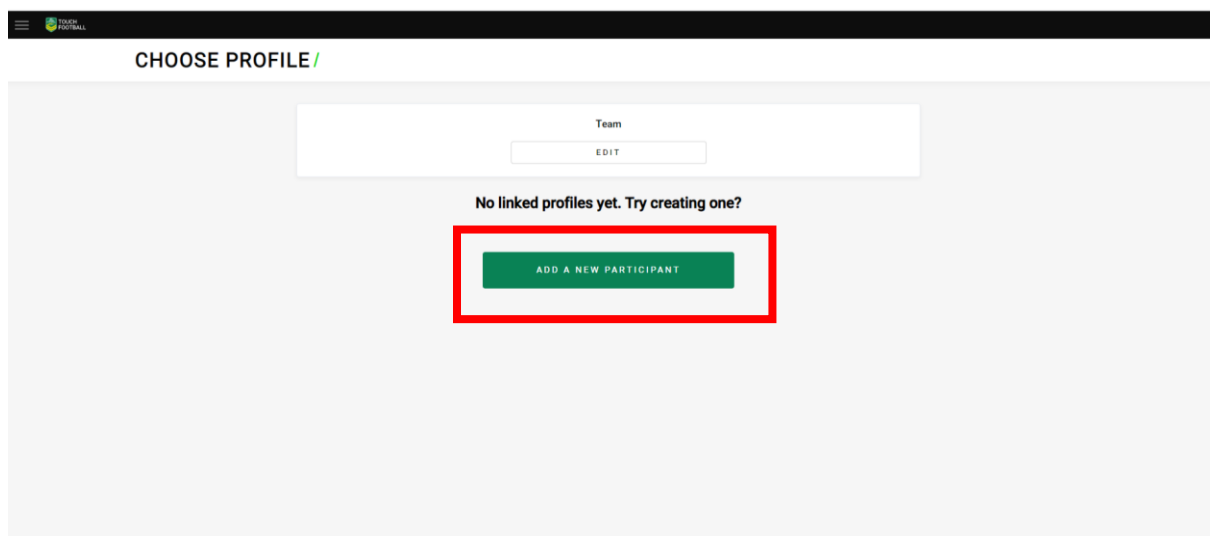 TOUCH
FOOTBALL
CHOOSE PROFILE /
Team
EDIT
No linked profiles yet. Try creating one?
ADD A NEW PARTICIPANT